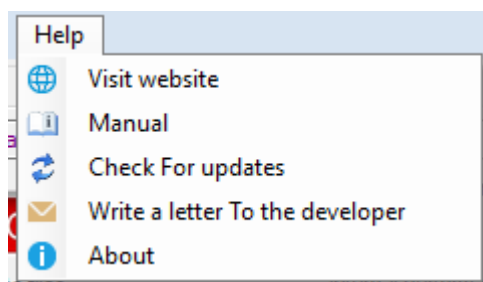 Help
Visit website
Manual
Check For updates
Write a letter To the developer
About